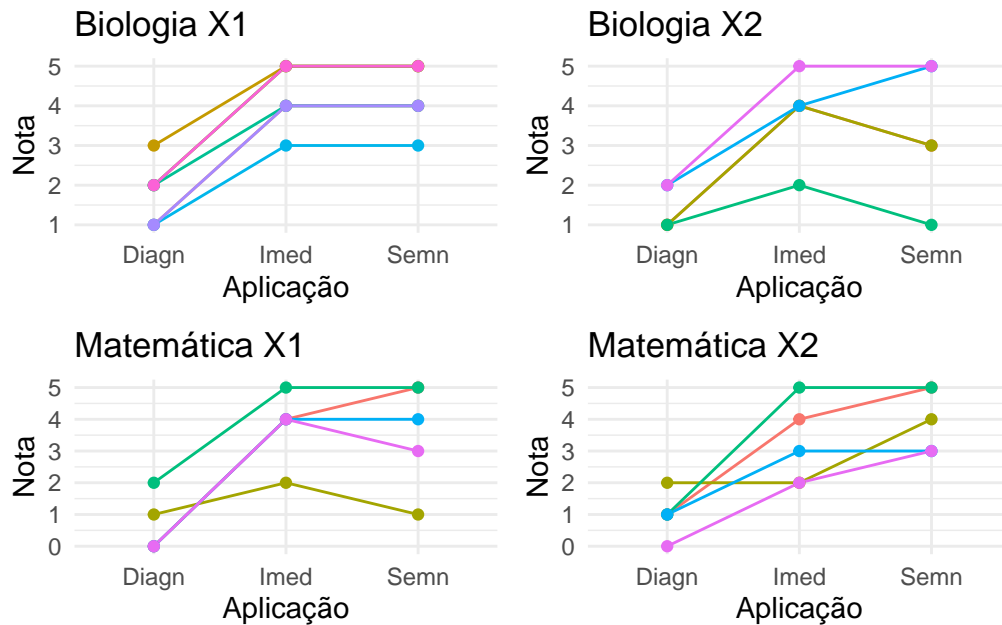 Biologia X1
Nota
5
4
3
2
1
Diagn Imed Semn
Aplicação
Biologia X2
Nota
5
4
3
2
1
Diagn Imed Semn
Aplicação
Matemática X1
Nota
5
4
3
2
1
0
Diagn Imed Semn
Aplicação
Matemática X2
Nota
5
4
3
2
1
0
Diagn Imed Semn
Aplicação